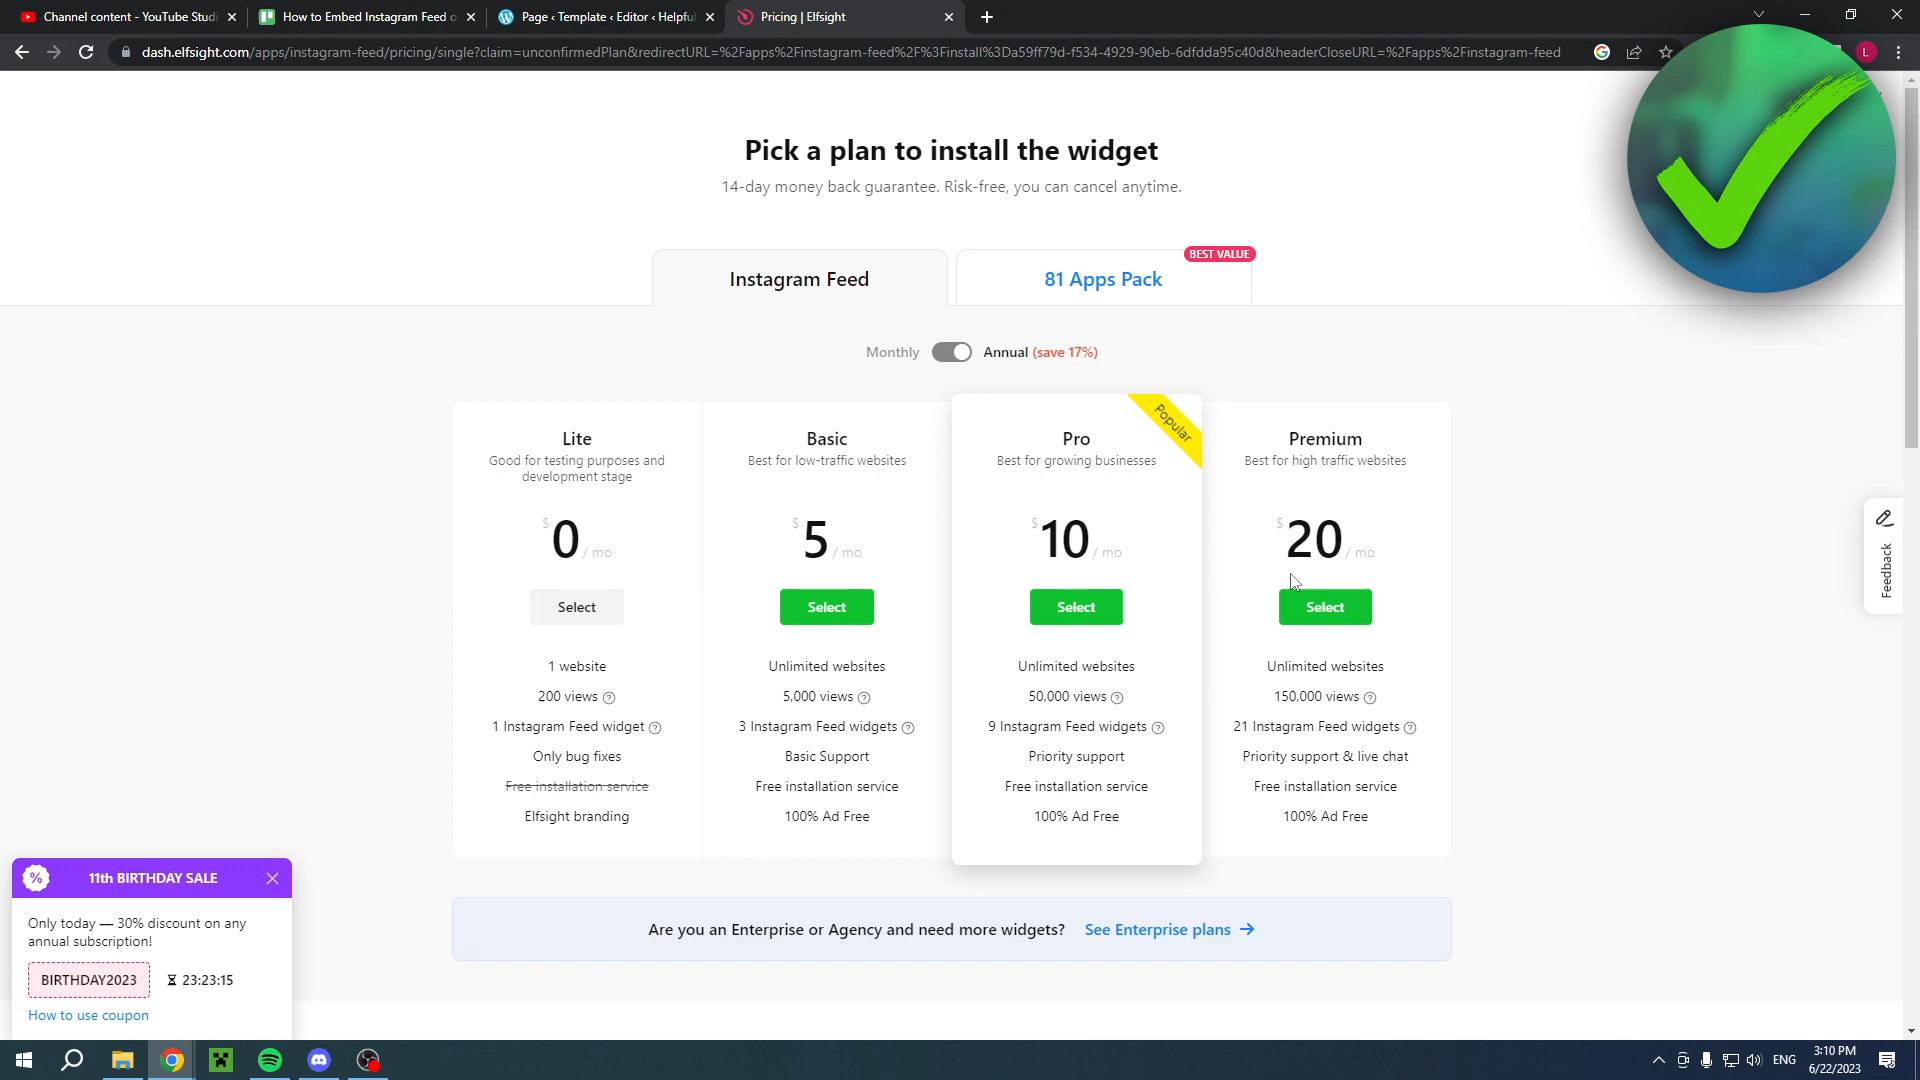 Channel content - YouTube Studi
How to Embed Instagram Feed o
Page ‹ Template ‹ Editor ‹ Helpful
Pricing | Elfsight
dash.elfsight.com/apps/instagram-feed/pricing/single?claim=unconfirmedPlan&redirectURL=%2Fapps%2Finstagram-feed%2F%3Finstall%3Da59ff79d-f534-4929-90eb-6dfdda95c40d&headerCloseURL=%2Fapps%2Finstagram-feed
L
Pick a plan to install the widget
14-day money back guarantee. Risk-free, you can cancel anytime.
BEST VALUE
Instagram Feed
81 Apps Pack
Monthly
Annual (save 17%)
Lite
Good for testing purposes and
development stage
$ 0 / mo
Select
1 website
200 views
1 Instagram Feed widget
Only bug fixes
Free installation service
Elfsight branding
Basic
Best for low-traffic websites
$ 5 / mo
Select
Unlimited websites
5,000 views
3 Instagram Feed widgets
Basic Support
Free installation service
100% Ad Free
Popular
Pro
Best for growing businesses
$ 10 / mo
Select
Unlimited websites
50,000 views
9 Instagram Feed widgets
Priority support
Free installation service
100% Ad Free
Premium
Best for high traffic websites
$ 20 / mo
Select
Unlimited websites
150,000 views
21 Instagram Feed widgets
Priority support & live chat
Free installation service
100% Ad Free
Feedback
Are you an Enterprise or Agency and need more widgets? See Enterprise plans →
% 11th BIRTHDAY SALE
Only today — 30% discount on any
annual subscription!
BIRTHDAY2023
23:23:15
How to use coupon
ENG
3:10 PM
6/22/2023